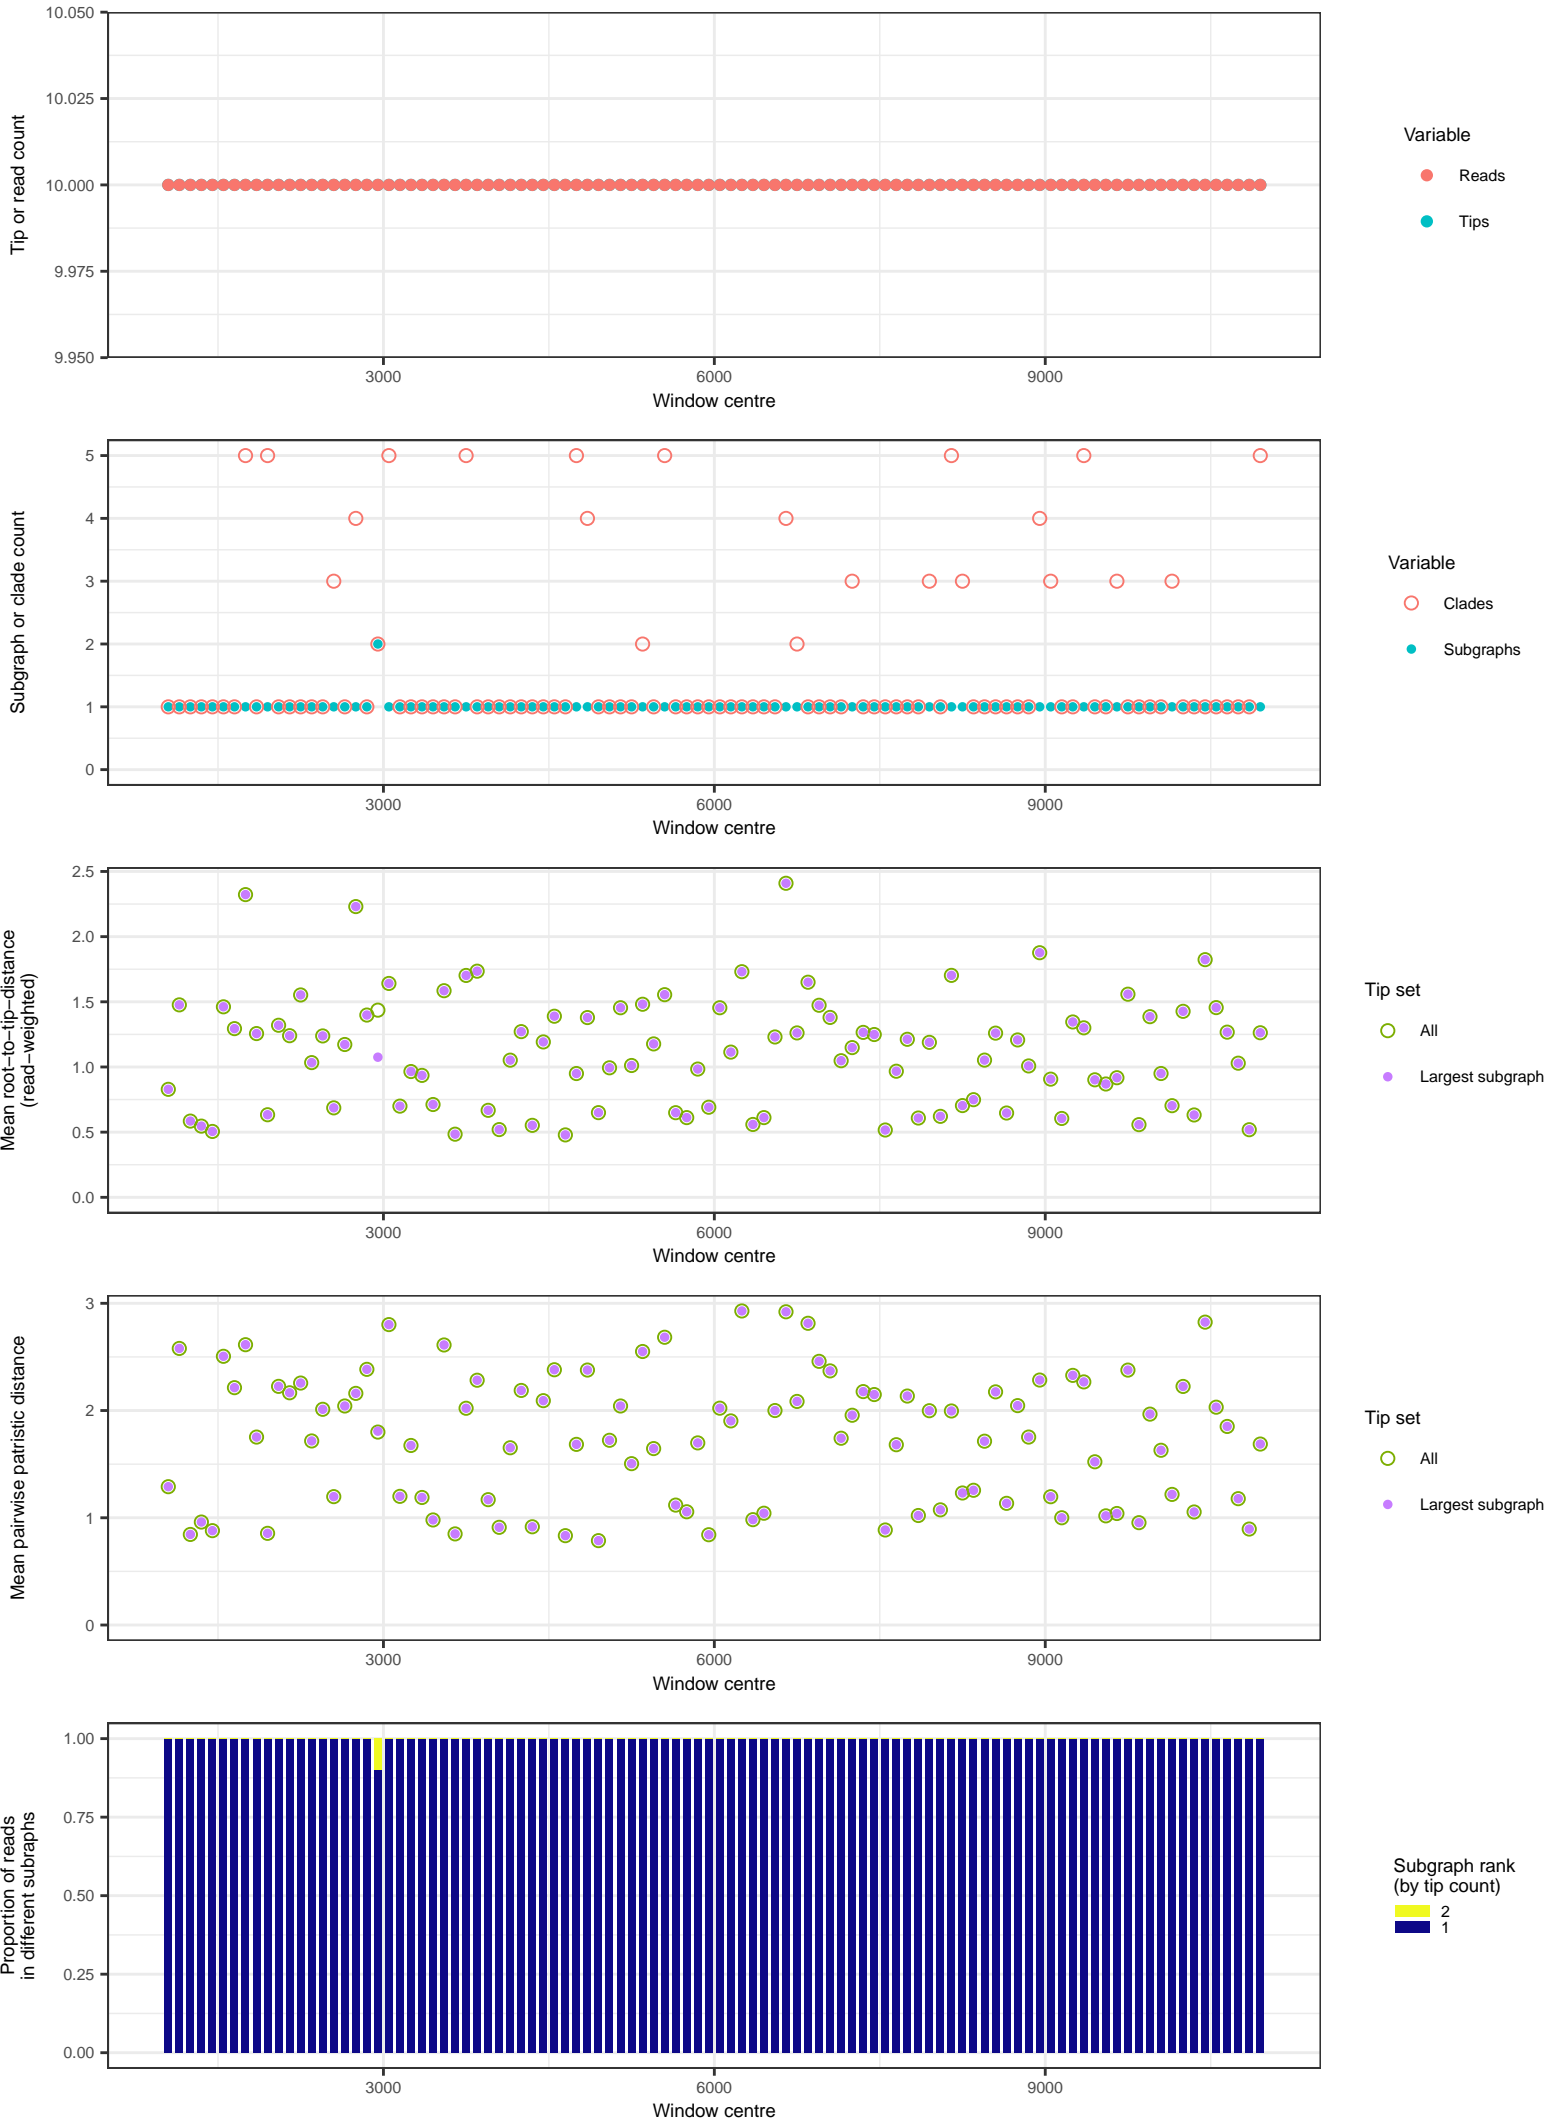 10.050
10.025
10.000
9.975
9.950
Tip or read count
3000 6000 9000
Window centre
Variable
Reads
Tips
5
4
3
2
1
0
Subgraph or clade count
3000 6000 9000
Window centre
Variable
Clades
Subgraphs
2.5
2.0
1.5
1.0
0.5
0.0
Mean root−to−tip−distance
(read−weighted)
3000 6000 9000
Window centre
Tip set
All
Largest subgraph
3
2
1
0
Mean pairwise patristic distance
3000 6000 9000
Window centre
Tip set
All
Largest subgraph
1.00
0.75
0.50
0.25
0.00
Proportion of reads
in different subraphs
3000 6000 9000
Window centre
Subgraph rank
(by tip count)
2
1